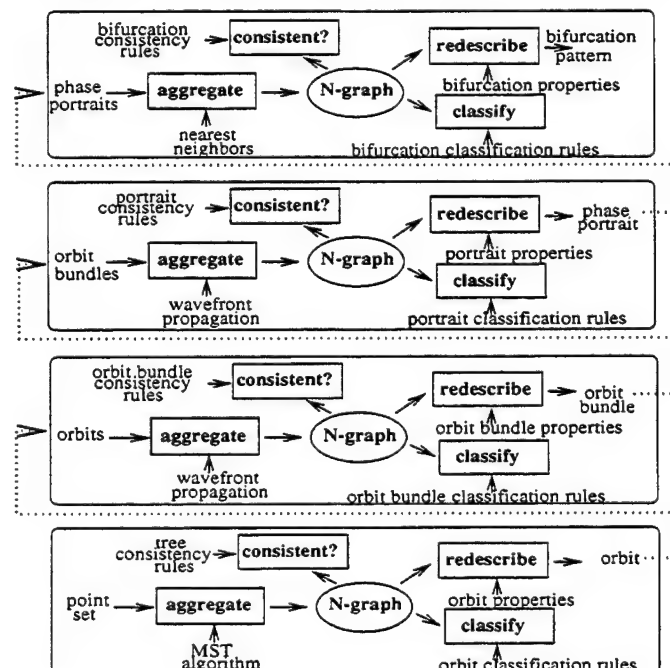 bifurcation
consistency
rules
consistent?
redescribe
bifurcation
pattern
phase
portraits
aggregate
N-graph
bifurcation properties
classify
nearest
neighbors
bifurcation classification rules
portrait
consistency
rules
consistent?
redescribe
phase
portrait
orbit
bundles
aggregate
N-graph
portrait properties
classify
wavefront
propagation
portrait classification rules
orbit bundle
consistency
rules
consistent?
redescribe
orbit
bundle
orbits
aggregate
N-graph
orbit bundle properties
classify
wavefront
propagation
orbit bundle classification rules
tree
consistency
rules
consistent?
redescribe
orbit
point
set
aggregate
N-graph
orbit properties
classify
MST
algorithm
orbit classification rules